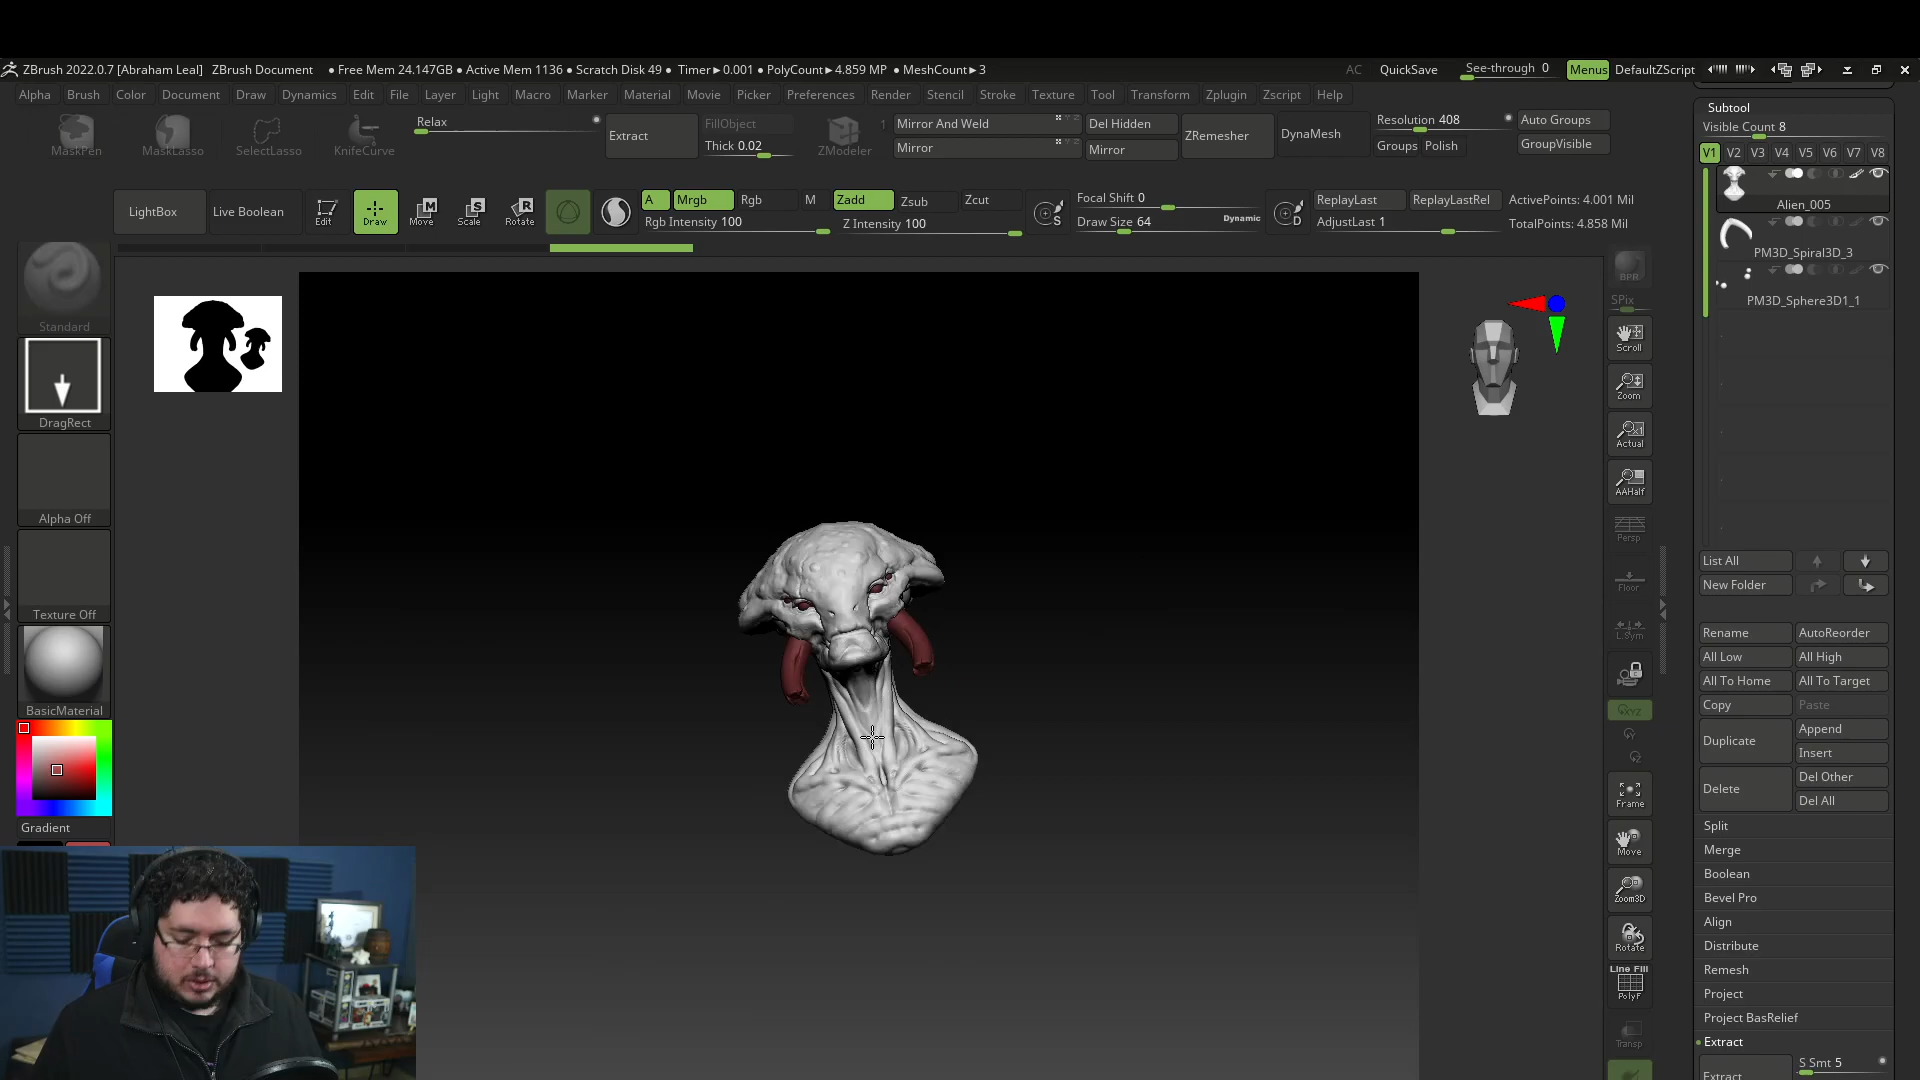 ZBrush 2022.0.7 [Abraham Leal] ZBrush Document • Free Mem 24.147GB • Active Mem 1136 • Scratch Disk 49 • Timer▸0.001 • PolyCount▸4.859 MP • MeshCount▸3 AC QuickSave See-through 0 Menus DefaultZScript
Alpha Brush Color Document Draw Dynamics Edit File Layer Light Macro Marker Material Movie Picker Preferences Render Stencil Stroke Texture Tool Transform Zplugin Zscript Help
MaskPen MaskLasso SelectLasso KnifeCurve
Relax
Extract
FillObject
Thick 0.02
ZModeler
1
Mirror And Weld
Mirror
Del Hidden
Mirror
ZRemesher
DynaMesh
Resolution 408
Groups Polish
Auto Groups
GroupVisible
LightBox
Live Boolean
Edit
Draw
Move
Scale
Rotate
A Mrgb Rgb M
Rgb Intensity 100
Zadd Zsub Zcut
Z Intensity 100
Focal Shift 0
Draw Size 64
Dynamic
ReplayLast ReplayLastRel
AdjustLast 1
ActivePoints: 4.001 Mil
TotalPoints: 4.858 Mil
Standard
DragRect
Alpha Off
Texture Off
BasicMaterial
Gradient
BPR
SPix
Scroll
Zoom
Actual
AAHalf
Persp
Floor
L.Sym
Frame
Move
Zoom3D
Rotate
Line Fill
PolyF
Transp
Subtool
Visible Count 8
V1 V2 V3 V4 V5 V6 V7 V8
Alien_005
PM3D_Spiral3D_3
PM3D_Sphere3D1_1
List All
New Folder
Rename AutoReorder
All Low All High
All To Home All To Target
Copy Paste
Duplicate
Append
Insert
Delete
Del Other
Del All
Split
Merge
Boolean
Bevel Pro
Align
Distribute
Remesh
Project
Project BasRelief
Extract
Extract
S Smt 5